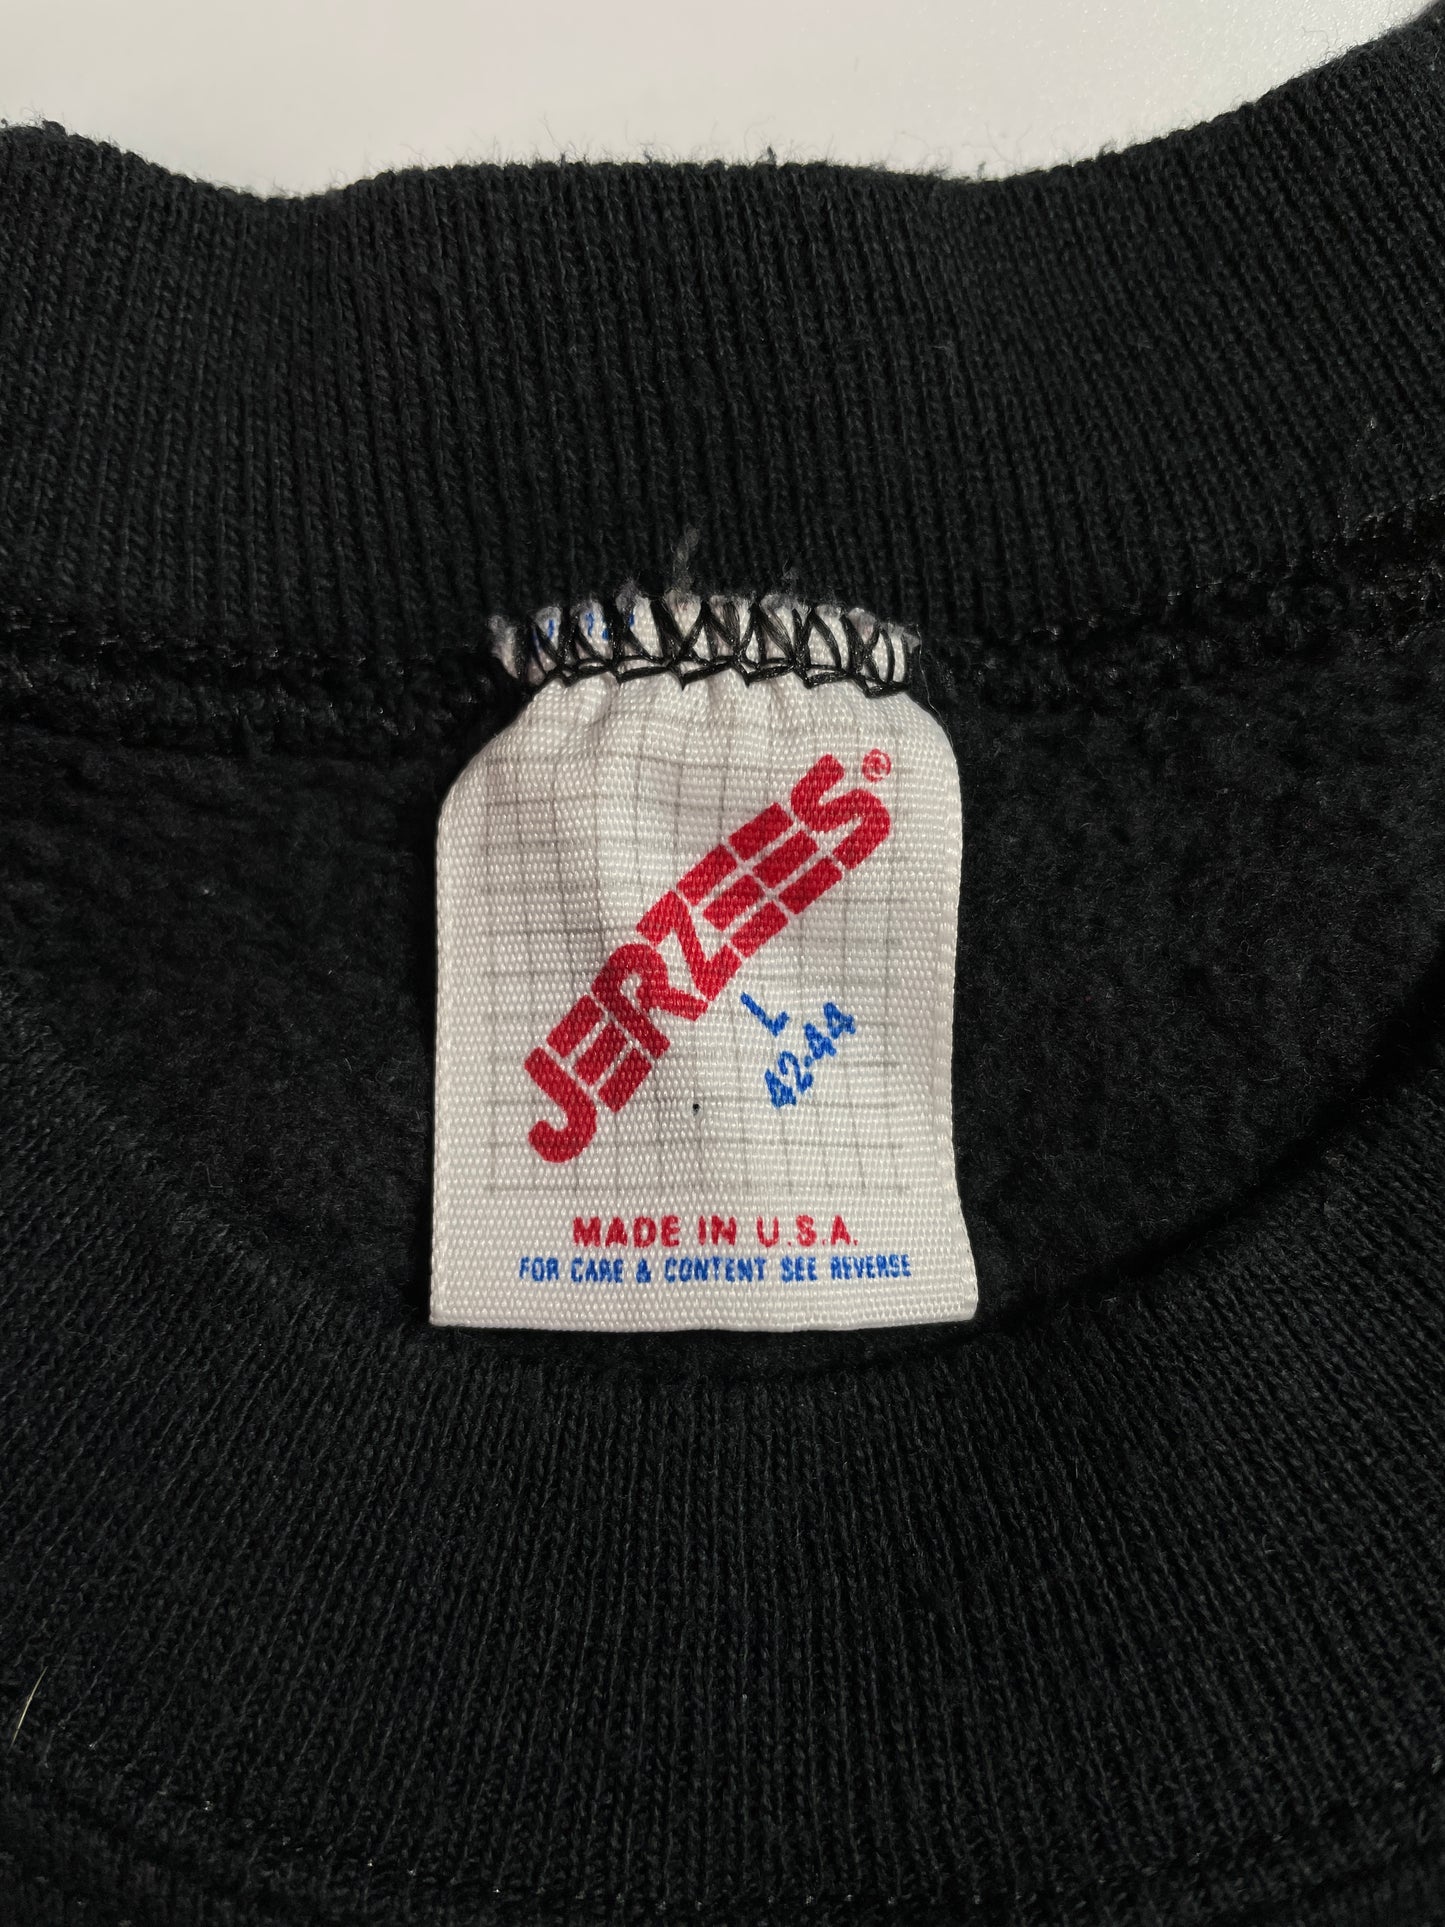 JERZEES®
L
42-44
MADE IN U.S.A.
FOR CARE & CONTENT SEE REVERSE